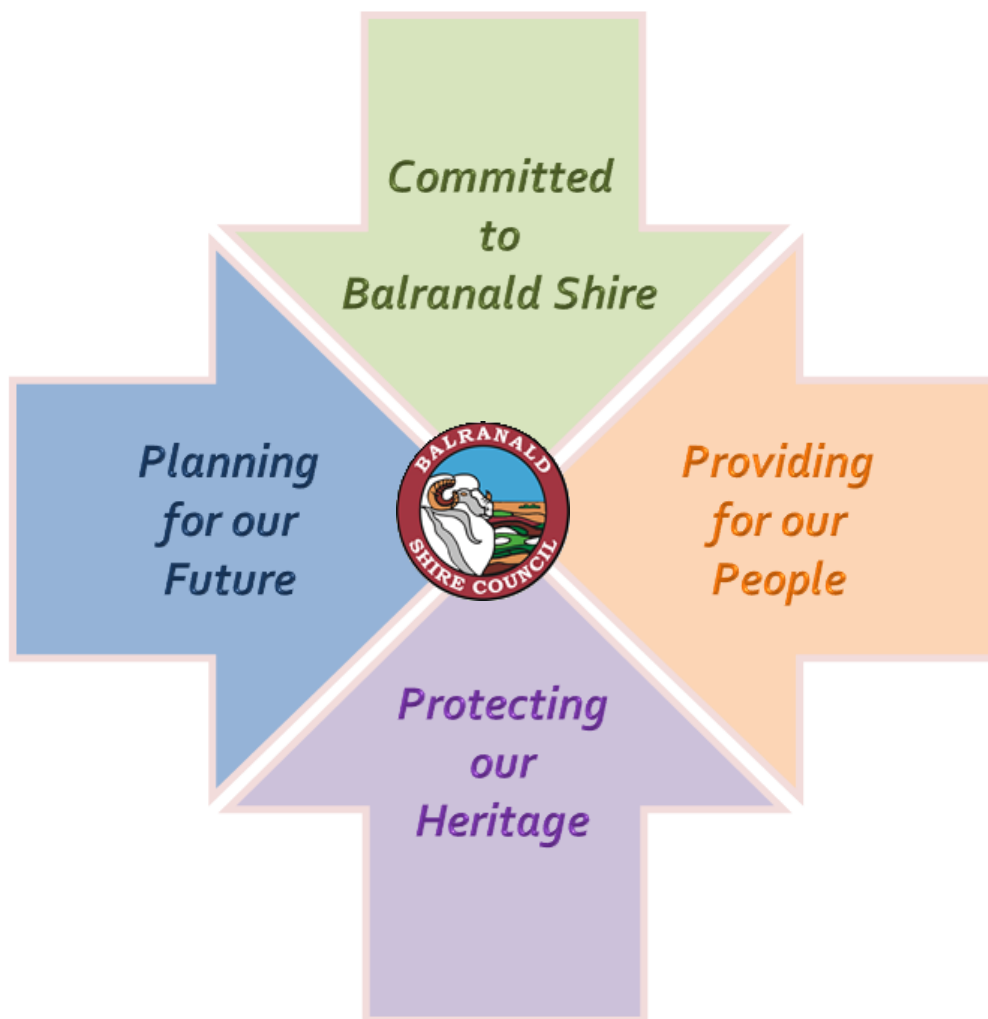 Committed
to
Balranald Shire
Planning
for our
Future
BALRANALD
SHIRE COUNCIL
Providing
for our
People
Protecting
our
Heritage